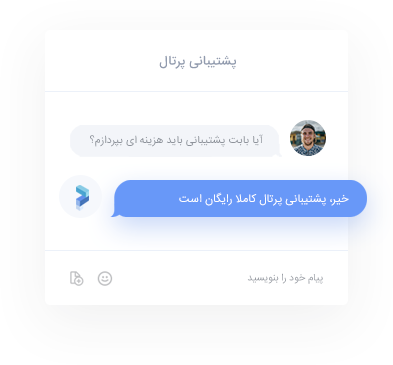 پشتیبانی پرتال
آیا بابت پشتیبانی باید هزینه ای بپردازم؟
خیر، پشتیبانی پرتال کاملا رایگان است
پیام خود را بنویسید